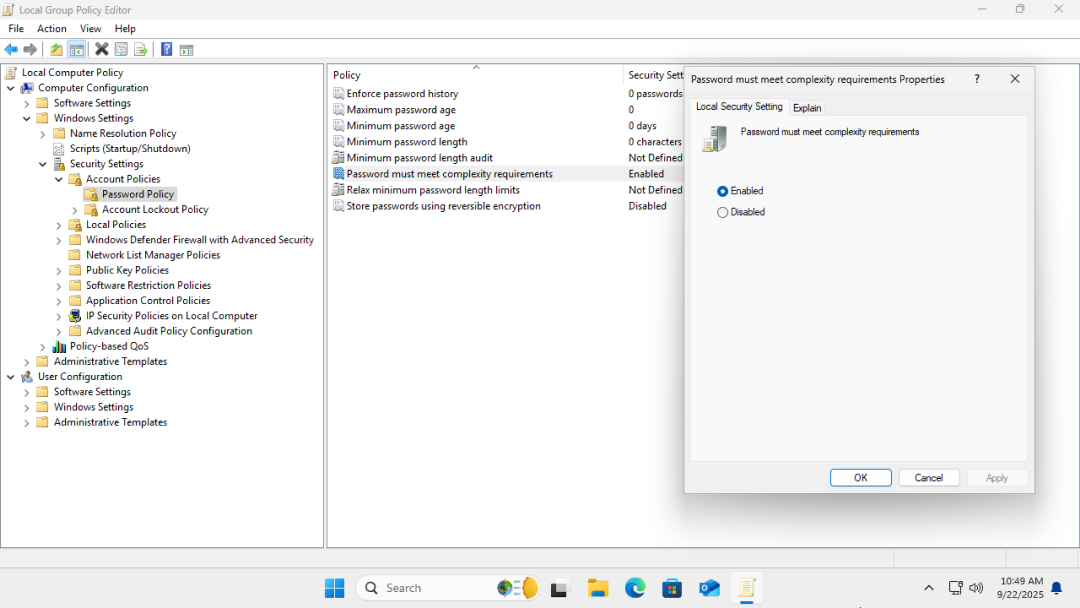 Local Group Policy Editor
File Action View Help
Local Computer Policy
Computer Configuration
Software Settings
Windows Settings
Name Resolution Policy
Scripts (Startup/Shutdown)
Security Settings
Account Policies
Password Policy
Account Lockout Policy
Local Policies
Windows Defender Firewall with Advanced Security
Network List Manager Policies
Public Key Policies
Software Restriction Policies
Application Control Policies
IP Security Policies on Local Computer
Advanced Audit Policy Configuration
Policy-based QoS
Administrative Templates
User Configuration
Software Settings
Windows Settings
Administrative Templates
Policy Security Sett
Enforce password history 0 passwords
Maximum password age 0
Minimum password age 0 days
Minimum password length 0 characters
Minimum password length audit Not Defined
Password must meet complexity requirements Enabled
Relax minimum password length limits Not Defined
Store passwords using reversible encryption Disabled
Password must meet complexity requirements Properties ?
Local Security Setting Explain
Password must meet complexity requirements
Enabled
Disabled
OK Cancel Apply
Search
10:49 AM
9/22/2025